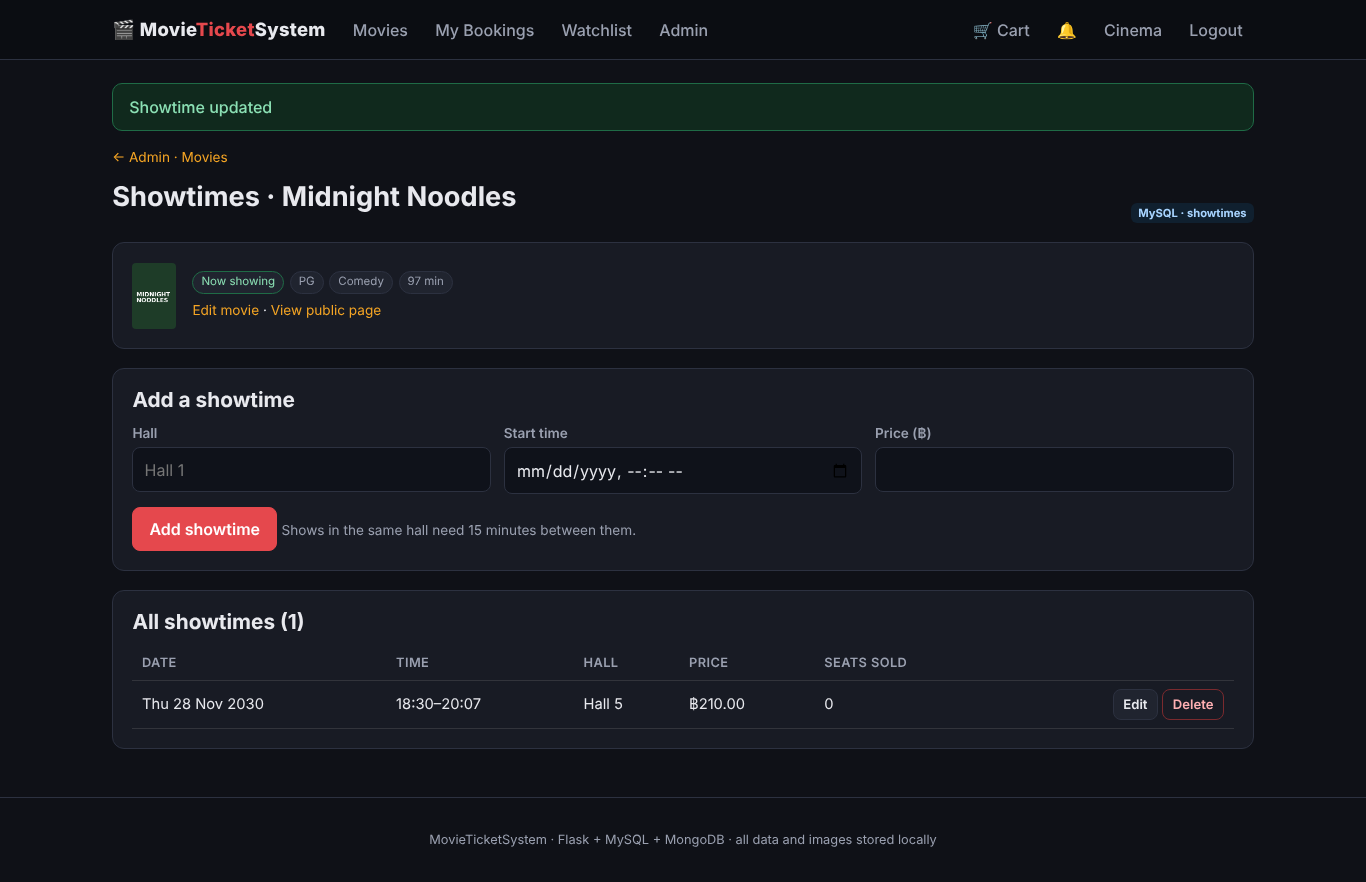 🎬 MovieTicketSystem Movies My Bookings Watchlist Admin 🛒 Cart 🔔 Cinema Logout
Showtime updated
← Admin · Movies
Showtimes · Midnight Noodles
MySQL · showtimes
MIDNIGHT
NOODLES
Now showing PG Comedy 97 min
Edit movie · View public page
Add a showtime
Hall Start time Price (฿)
Hall 1 mm/dd/yyyy, --:-- --
Add showtime Shows in the same hall need 15 minutes between them.
All showtimes (1)
DATE TIME HALL PRICE SEATS SOLD
Thu 28 Nov 2030 18:30–20:07 Hall 5 ฿210.00 0 Edit Delete
MovieTicketSystem · Flask + MySQL + MongoDB · all data and images stored locally